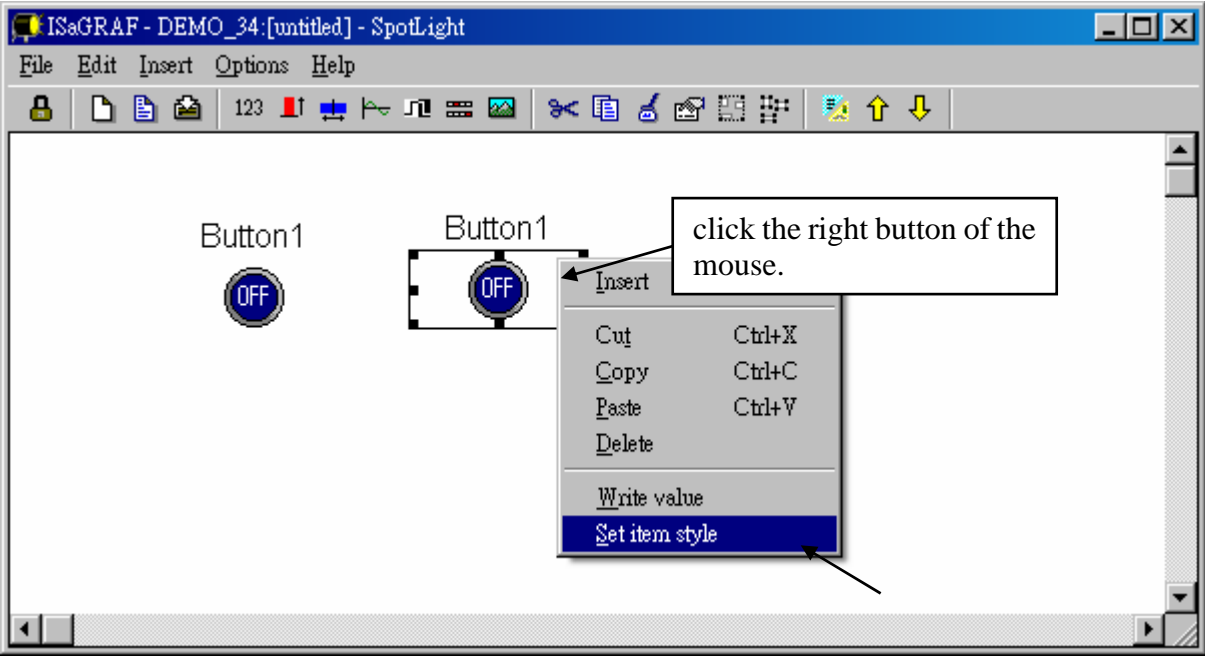 ISaGRAF - DEMO_34:[untitled] - SpotLight
File Edit Insert Options Help
123
Button1
Button1
OFF
OFF
click the right button of the
mouse.
Insert
Cut Ctrl+X
Copy Ctrl+C
Paste Ctrl+V
Delete
Write value
Set item style